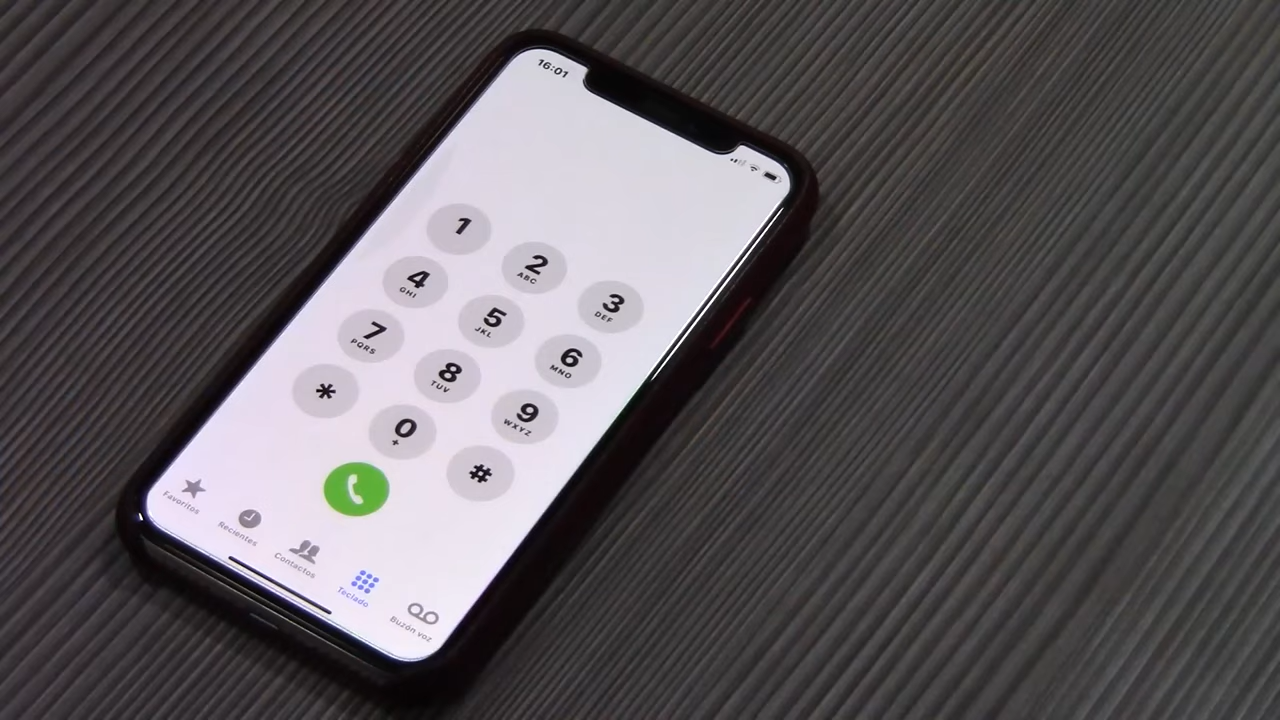 16:01
1
2
ABC
3
DEF
4
GHI
5
JKL
6
MNO
7
PQRS
8
TUV
9
WXYZ
*
0
+
#
Favoritos
Recientes
Contactos
Teclado
Buzón voz